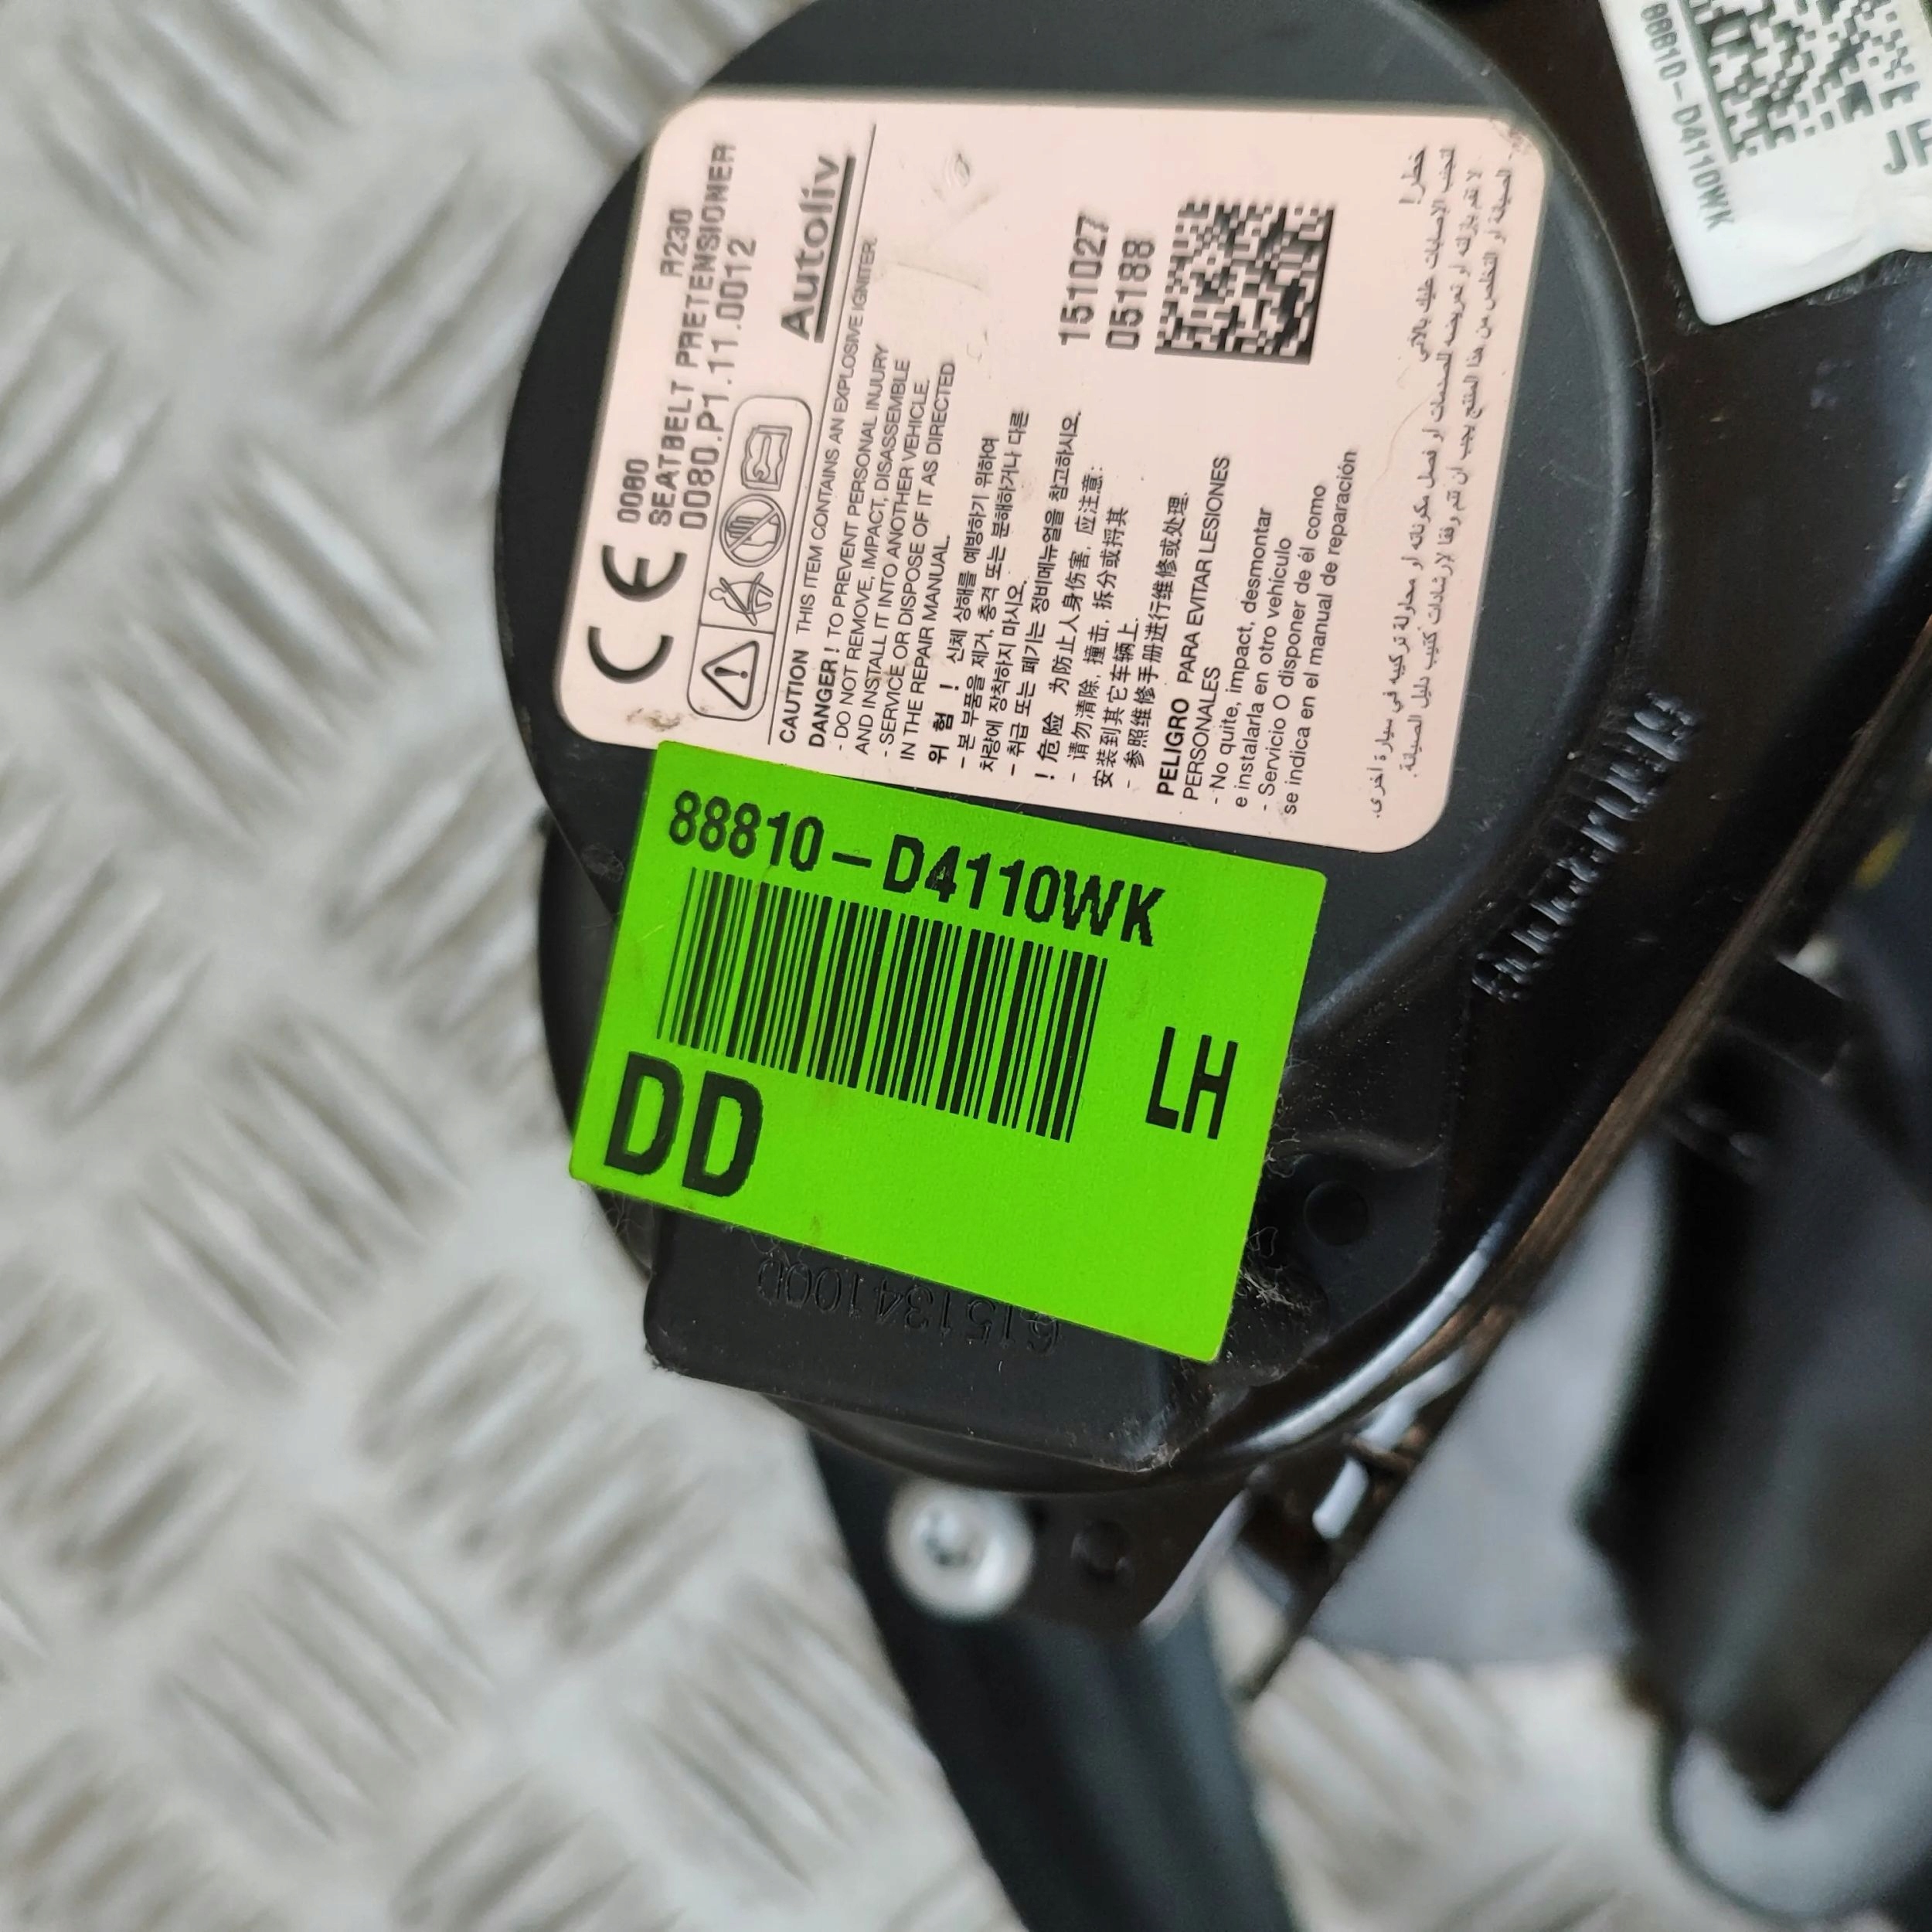 CE 0080 R230
SEATBELT PRETENSIONER
0080.P1.11.0012
Autoliv
CAUTION THIS ITEM CONTAINS AN EXPLOSIVE IGNITER.
DANGER ! TO PREVENT PERSONAL INJURY
- DO NOT REMOVE, IMPACT, DISASSEMBLE
AND INSTALL IT INTO ANOTHER VEHICLE.
- SERVICE OR DISPOSE OF IT AS DIRECTED
IN THE REPAIR MANUAL.
위 험 ! 신체 상해를 예방하기 위하여
- 본 부품을 제거, 충격 또는 분해하거나 다른
차량에 장착하지 마시오.
- 취급 또는 폐기는 정비메뉴얼을 참고하시오.
! 危险 为防止人身伤害, 应注意:
- 请勿清除, 撞击, 拆分或将其
安装到其它车辆上.
- 参照维修手册进行维修或处理.
PELIGRO PARA EVITAR LESIONES
PERSONALES
- No quite, impact, desmontar
e instalarla en otro vehículo
- Servicio O disponer de él como
se indica en el manual de reparación
151027
05188
خطر!
لتجنب الإصابات عليك بالآتي
88810-D4110WK
LH
DD
615134100D
88810-D4110WK